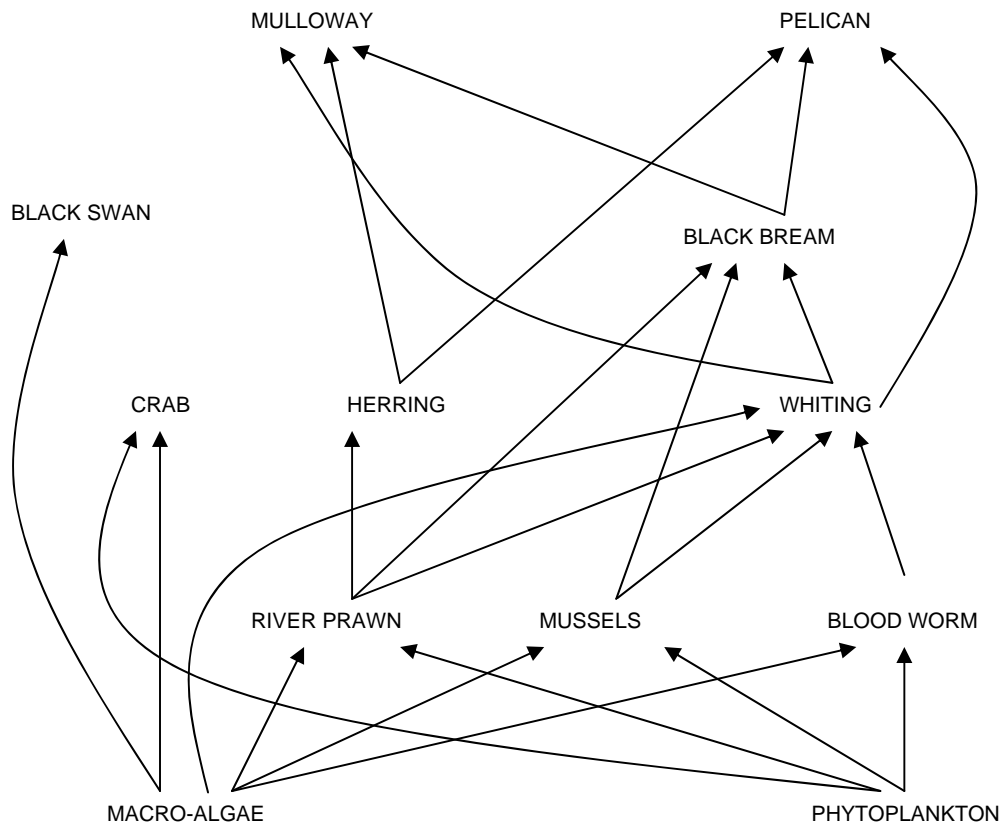 MULLOWAY
PELICAN
BLACK SWAN
BLACK BREAM
CRAB
HERRING
WHITING
RIVER PRAWN
MUSSELS
BLOOD WORM
MACRO-ALGAE
PHYTOPLANKTON